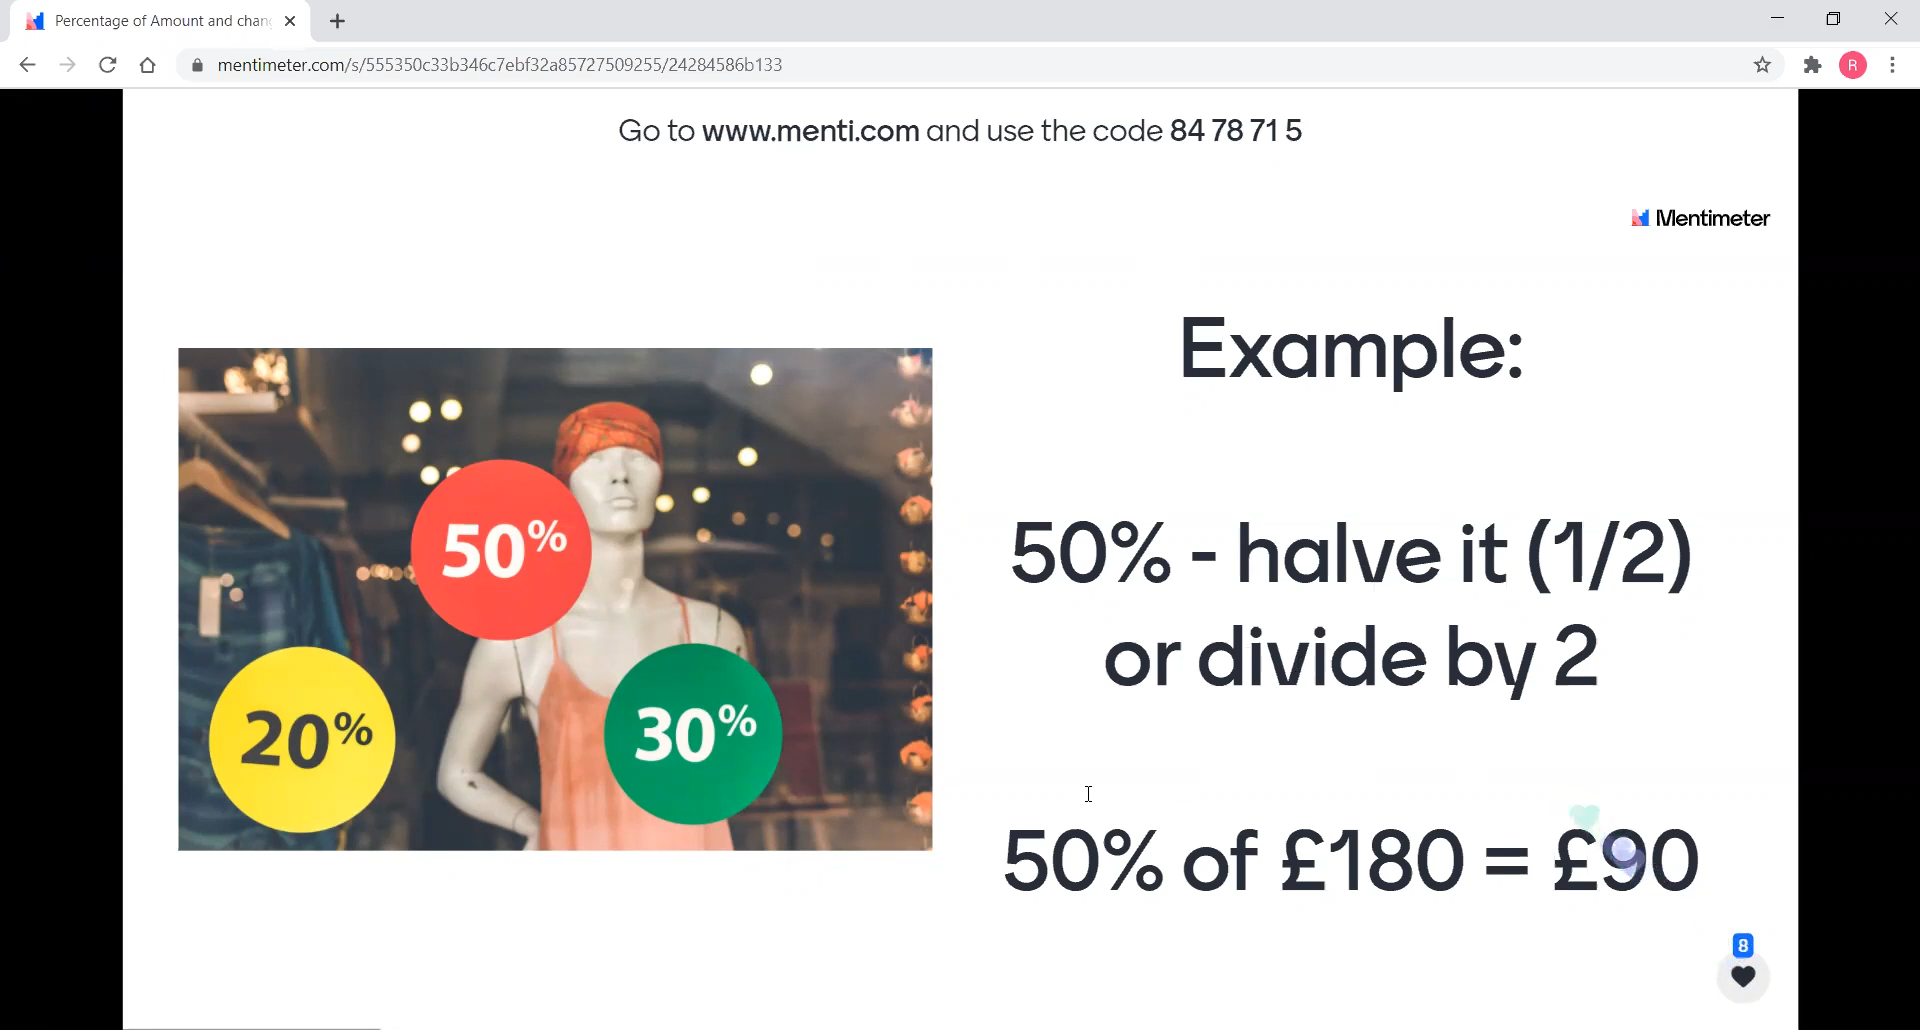 Percentage of Amount and chan
mentimeter.com/s/555350c33b346c7ebf32a85727509255/24284586b133
R
Go to www.menti.com and use the code 84 78 71 5
Mentimeter
Example:
50% - halve it (1/2)
or divide by 2
50% of £180 = £90
50%
20%
30%
8